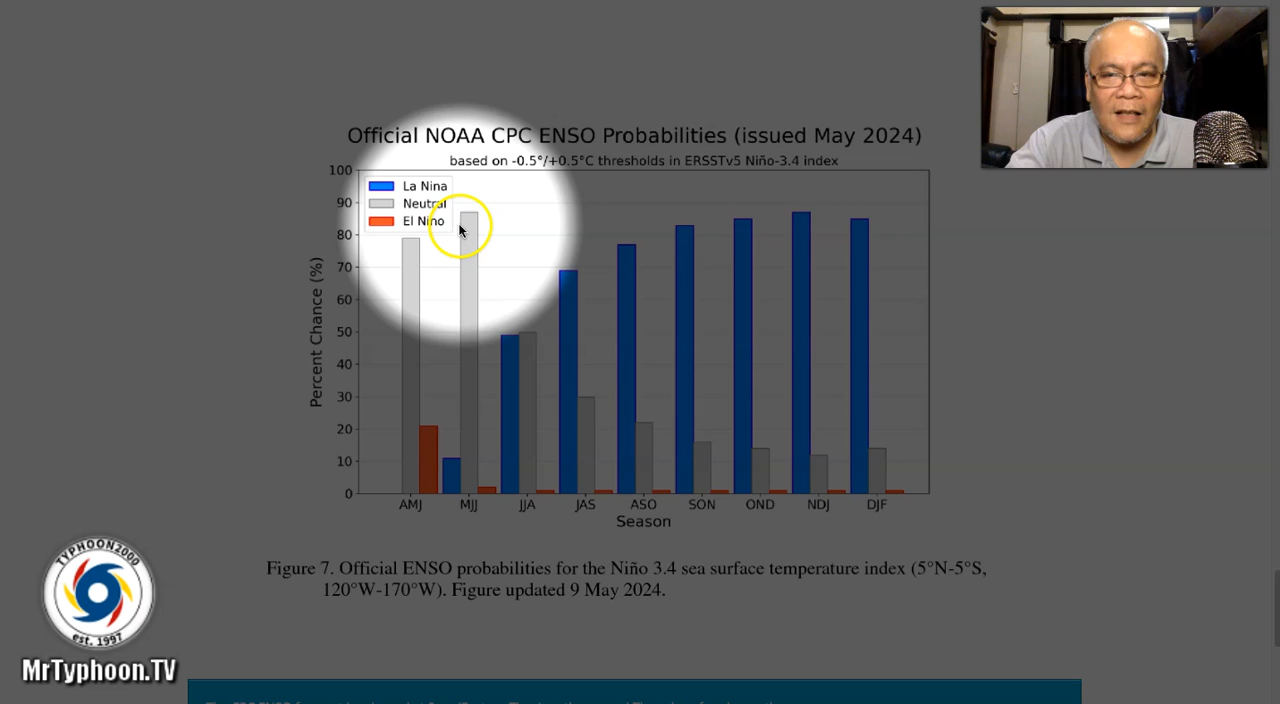 Official NOAA CPC ENSO Probabilities (issued May 2024)
based on -0.5°/+0.5°C thresholds in ERSSTv5 Niño-3.4 index
La Nina
Neutral
El Nino
Percent Chance (%)
100
90
80
70
60
50
40
30
20
10
0
AMJ MJJ JJA JAS ASO SON OND NDJ DJF
Season
Figure 7. Official ENSO probabilities for the Niño 3.4 sea surface temperature index (5°N-5°S,
120°W-170°W). Figure updated 9 May 2024.
TYPHOON2000
est. 1997
MrTyphoon.TV